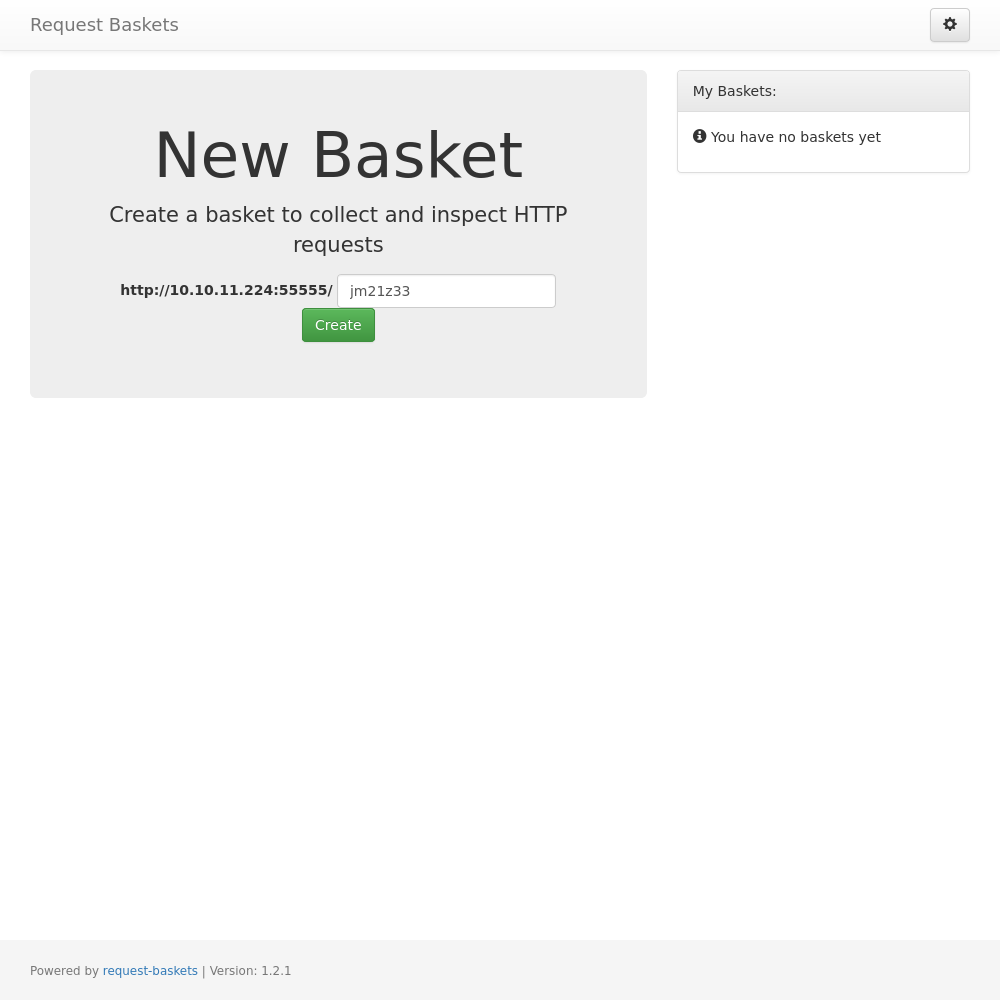 Request Baskets
New Basket
Create a basket to collect and inspect HTTP
requests
http://10.10.11.224:55555/ jm21z33
Create
My Baskets:
You have no baskets yet
Powered by request-baskets | Version: 1.2.1